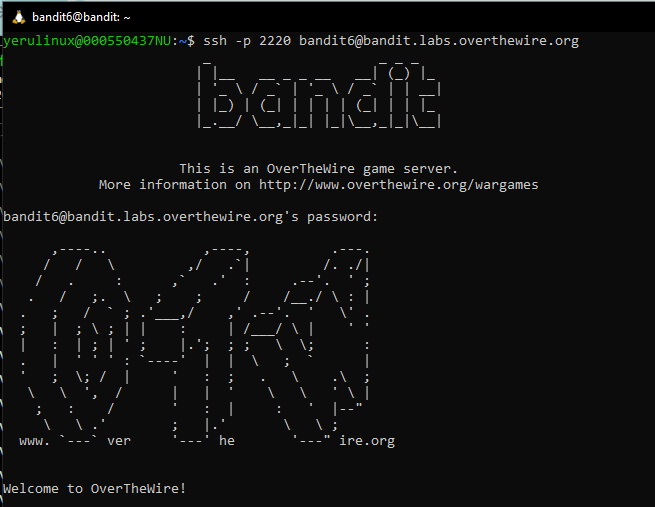 bandit6@bandit: ~
yerulinux@000550437NU:~$ ssh -p 2220 bandit6@bandit.labs.overthewire.org
bandit
This is an OverTheWire game server.
More information on http://www.overthewire.org/wargames
bandit6@bandit.labs.overthewire.org's password:
www. ver he ire.org
Welcome to OverTheWire!